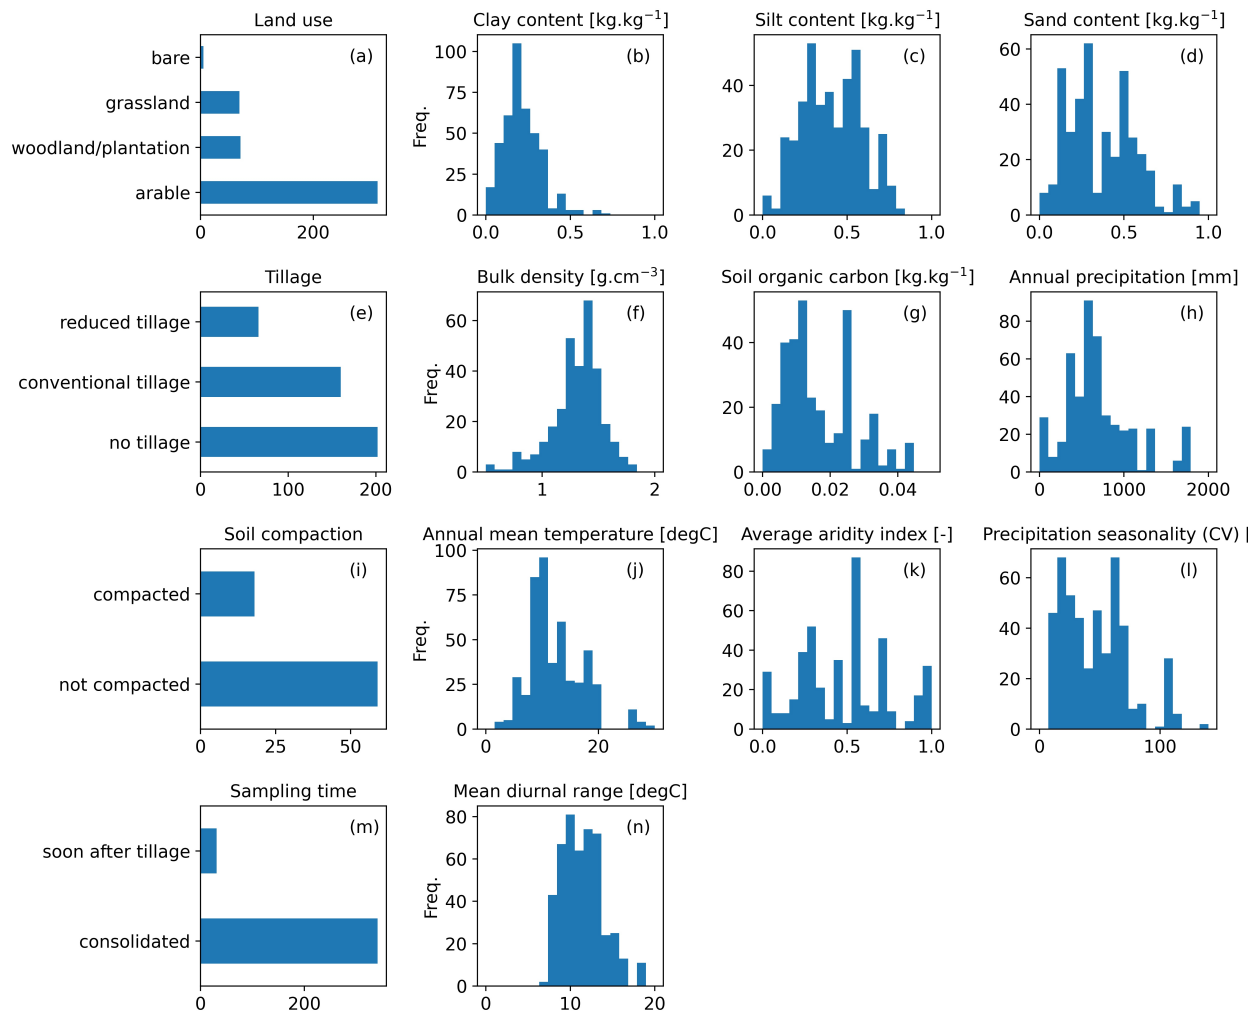 Land use
(a)
bare
grassland
woodland/plantation
arable
0 200
Clay content [kg.kg⁻¹]
(b)
Freq.
100
75
50
25
0
0.0 0.5 1.0
Silt content [kg.kg⁻¹]
(c)
40
20
0
0.0 0.5 1.0
Sand content [kg.kg⁻¹]
(d)
60
40
20
0
0.0 0.5 1.0
Tillage
(e)
reduced tillage
conventional tillage
no tillage
0 100 200
Bulk density [g.cm⁻³]
(f)
Freq.
60
40
20
0
1 2
Soil organic carbon [kg.kg⁻¹]
(g)
40
20
0
0.00 0.02 0.04
Annual precipitation [mm]
(h)
80
60
40
20
0
0 1000 2000
Soil compaction
(i)
compacted
not compacted
0 50
25
Annual mean temperature [degC]
(j)
Freq.
100
75
50
25
0
0 20
Average aridity index [-]
(k)
80
60
40
20
0
0.0 0.5 1.0
Precipitation seasonality (CV) [
(l)
60
40
20
0
0 100
Sampling time
(m)
soon after tillage
consolidated
0 200
Mean diurnal range [degC]
(n)
Freq.
80
60
40
20
0
0 10 20